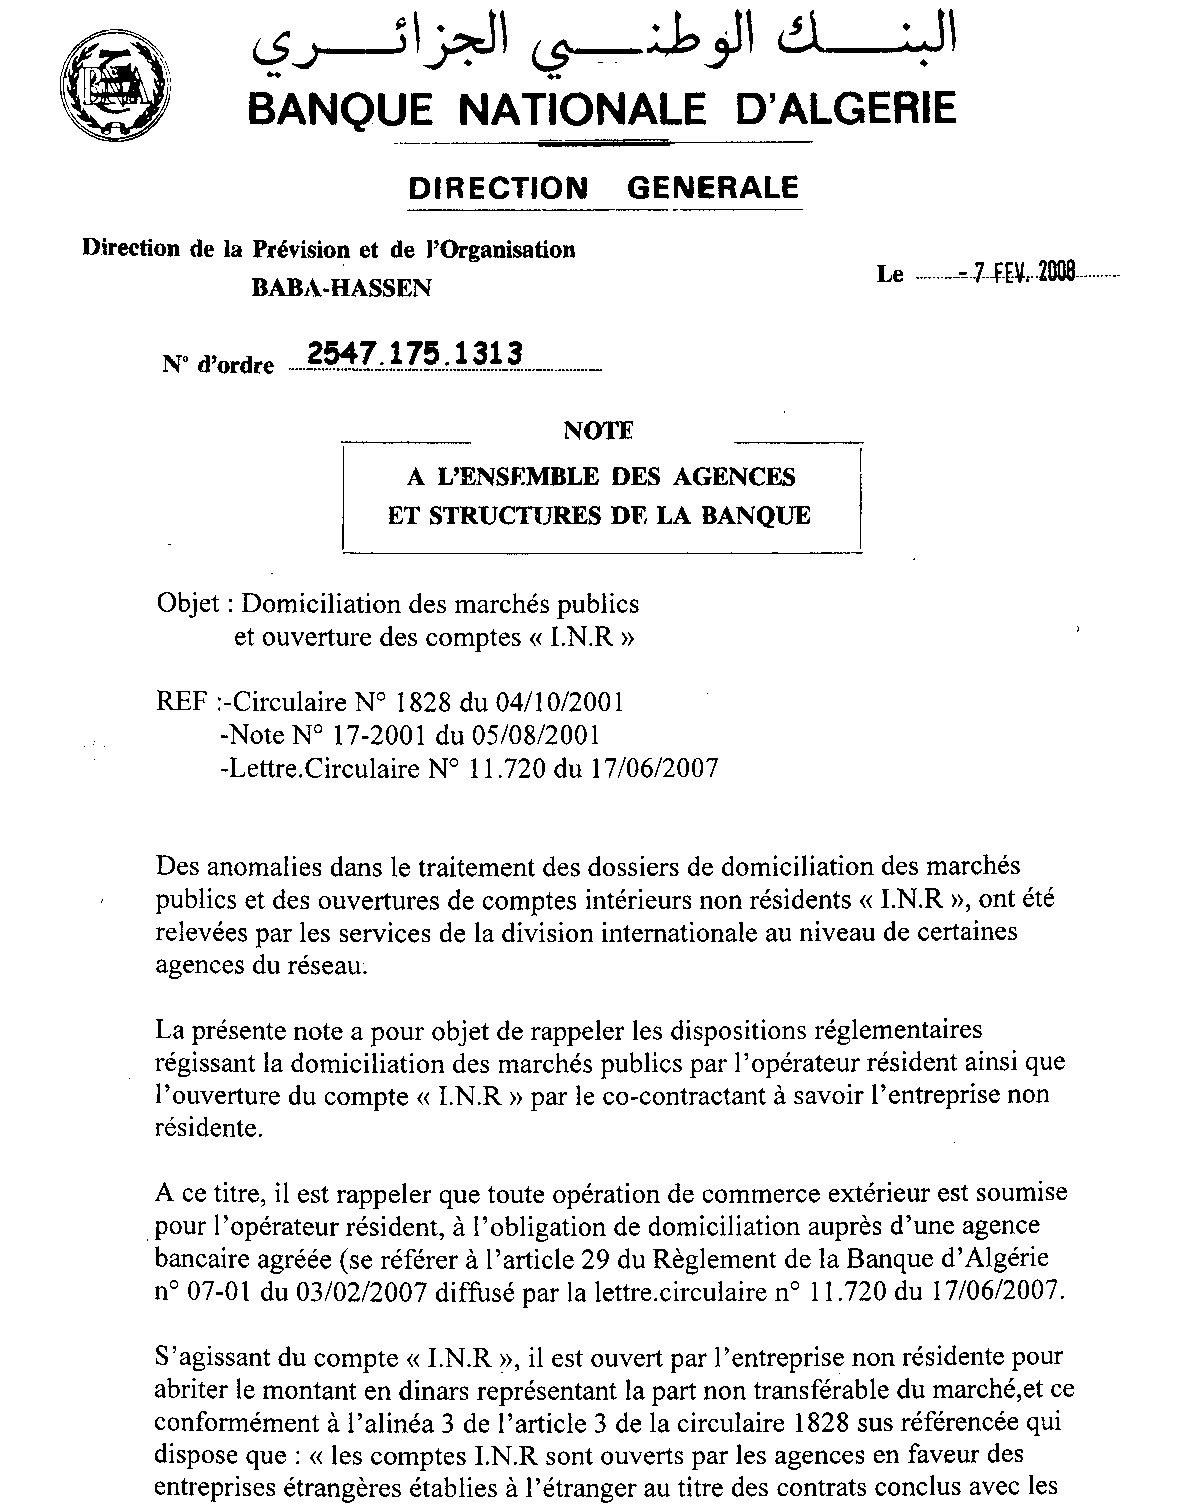 البنك الوطني الجزائري
BNA
BANQUE NATIONALE D'ALGERIE
DIRECTION GENERALE
Direction de la Prévision et de l'Organisation
BABA-HASSEN
Le - 7 FEV. 2008
N° d'ordre 2547.175.1313
NOTE
A L'ENSEMBLE DES AGENCES
ET STRUCTURES DE LA BANQUE
Objet : Domiciliation des marchés publics
et ouverture des comptes « I.N.R »
REF :-Circulaire N° 1828 du 04/10/2001
-Note N° 17-2001 du 05/08/2001
-Lettre.Circulaire N° 11.720 du 17/06/2007
Des anomalies dans le traitement des dossiers de domiciliation des marchés
publics et des ouvertures de comptes intérieurs non résidents « I.N.R », ont été
relevées par les services de la division internationale au niveau de certaines
agences du réseau.
La présente note a pour objet de rappeler les dispositions réglementaires
régissant la domiciliation des marchés publics par l'opérateur résident ainsi que
l'ouverture du compte « I.N.R » par le co-contractant à savoir l'entreprise non
résidente.
A ce titre, il est rappeler que toute opération de commerce extérieur est soumise
pour l'opérateur résident, à l'obligation de domiciliation auprès d'une agence
bancaire agréée (se référer à l'article 29 du Règlement de la Banque d'Algérie
n° 07-01 du 03/02/2007 diffusé par la lettre.circulaire n° 11.720 du 17/06/2007.
S'agissant du compte « I.N.R », il est ouvert par l'entreprise non résidente pour
abriter le montant en dinars représentant la part non transférable du marché,et ce
conformément à l'alinéa 3 de l'article 3 de la circulaire 1828 sus référencée qui
dispose que : « les comptes I.N.R sont ouverts par les agences en faveur des
entreprises étrangères établies à l'étranger au titre des contrats conclus avec les